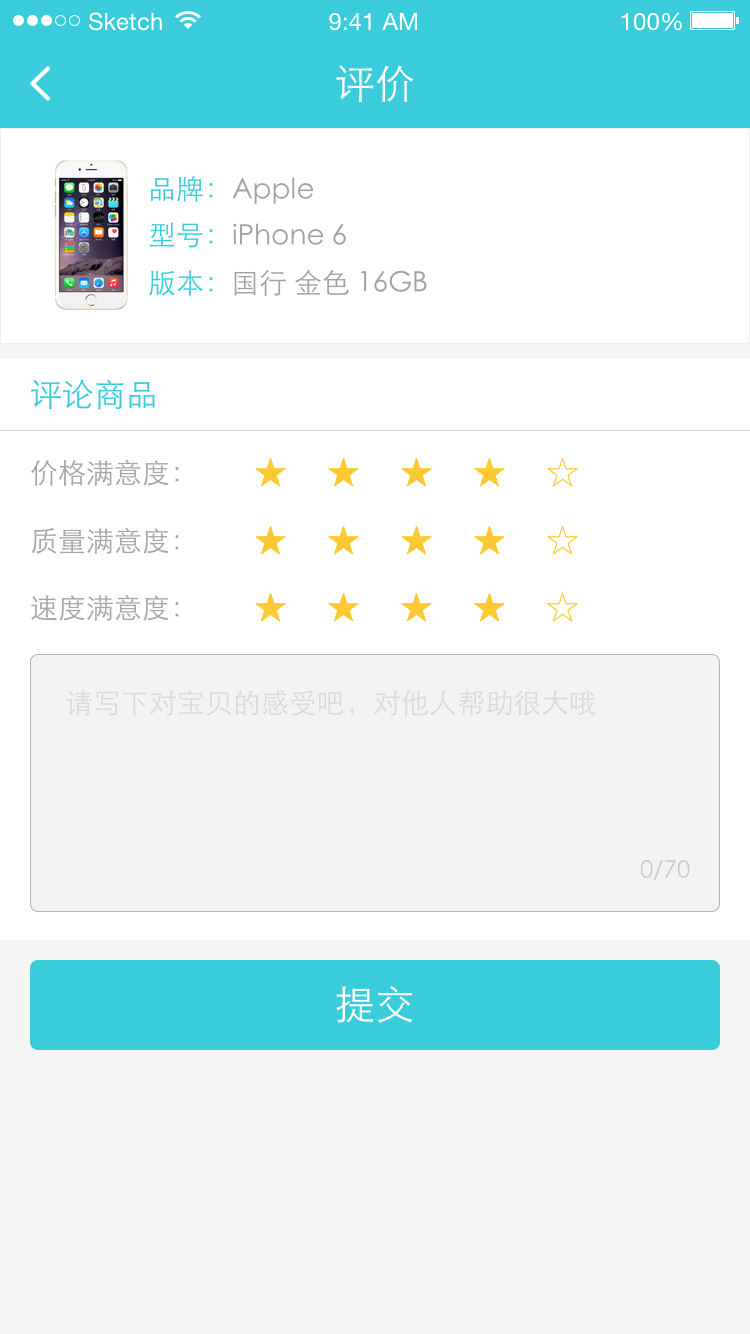 Sketch 9:41 AM 100%
评价
品牌： Apple
型号： iPhone 6
版本： 国行 金色 16GB
评论商品
价格满意度：
质量满意度：
速度满意度：
请写下对宝贝的感受吧，对他人帮助很大哦
0/70
提交